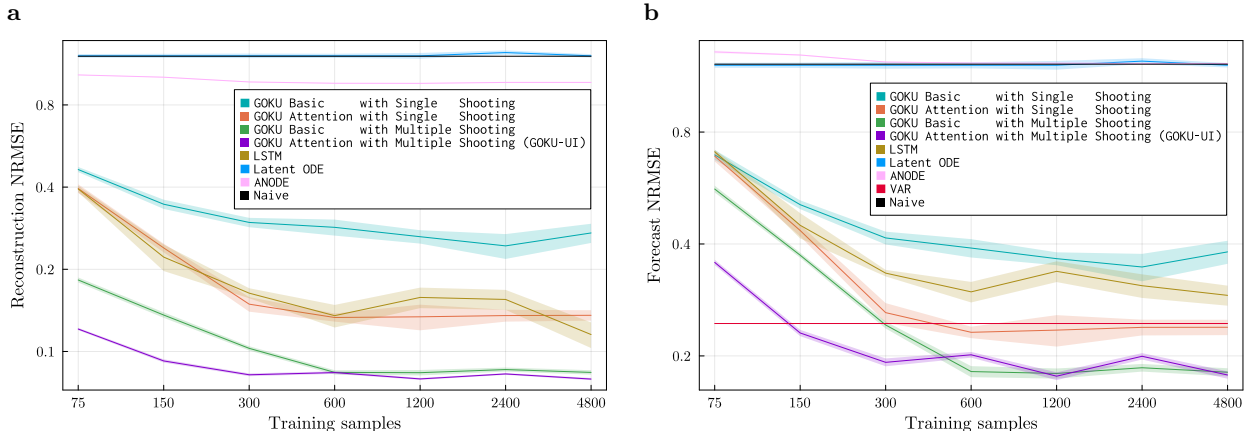 a
Reconstruction NRMSE
0.8
0.4
0.2
0.1
GOKU Basic with Single Shooting
GOKU Attention with Single Shooting
GOKU Basic with Multiple Shooting
GOKU Attention with Multiple Shooting (GOKU-UI)
LSTM
Latent ODE
ANODE
Naive
75 150 300 600 1200 2400 4800
Training samples
b
Forecast NRMSE
0.8
0.4
0.2
GOKU Basic with Single Shooting
GOKU Attention with Single Shooting
GOKU Basic with Multiple Shooting
GOKU Attention with Multiple Shooting (GOKU-UI)
LSTM
Latent ODE
ANODE
VAR
Naive
75 150 300 600 1200 2400 4800
Training samples